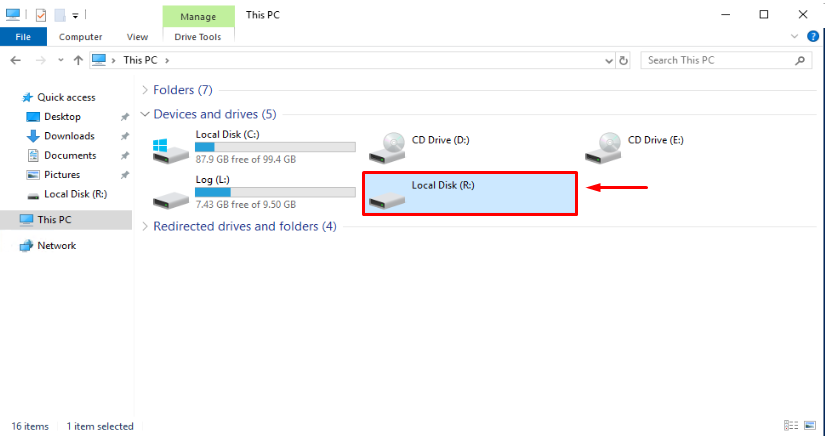 Manage
This PC
File
Computer
View
Drive Tools
This PC
Search This PC
Quick access
Desktop
Downloads
Documents
Pictures
Local Disk (R:)
This PC
Network
Folders (7)
Devices and drives (5)
Local Disk (C:)
87.9 GB free of 99.4 GB
CD Drive (D:)
CD Drive (E:)
Log (L:)
7.43 GB free of 9.50 GB
Local Disk (R:)
Redirected drives and folders (4)
16 items
1 item selected